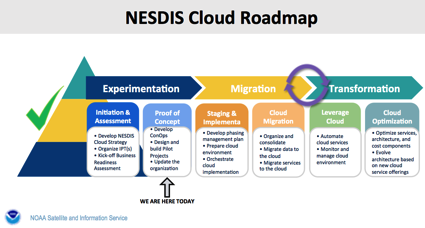 NESDIS Cloud Roadmap
Experimentation
Migration
Transformation
Initiation &
Assessment
• Develop NESDIS
Cloud Strategy
• Organize IPT(s)
• Kick-off Business
Readiness
Assessment
Proof of
Concept
• Develop
ConOps
• Design and
build Pilot
Projects
• Update the
organization
Staging &
Implementa
• Develop phasing
management plan
• Prepare cloud
environment
• Orchestrate
cloud
implementation
Cloud
Migration
• Organize and
consolidate
• Migrate data to
the cloud
• Migrate services
to the cloud
Leverage
Cloud
• Automate
cloud services
• Monitor and
manage cloud
environment
Cloud
Optimization
• Optimize services,
architecture, and
cost components
• Evolve
architecture based
on new cloud
service offerings
WE ARE HERE TODAY
NOAA Satellite and Information Service